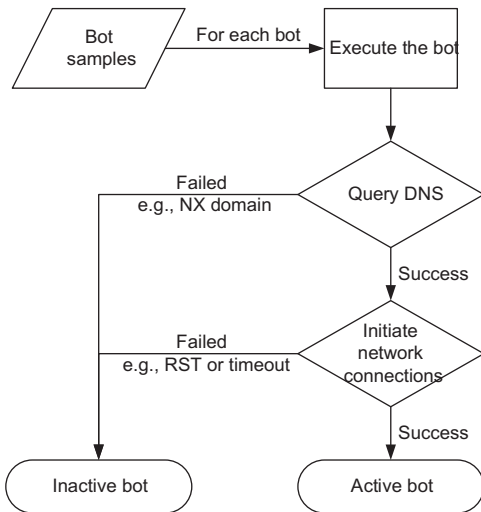 Bot
samples
For each bot
Execute the bot
Failed
e.g., NX domain
Query DNS
Success
Failed
e.g., RST or timeout
Initiate
network
connections
Success
Inactive bot
Active bot